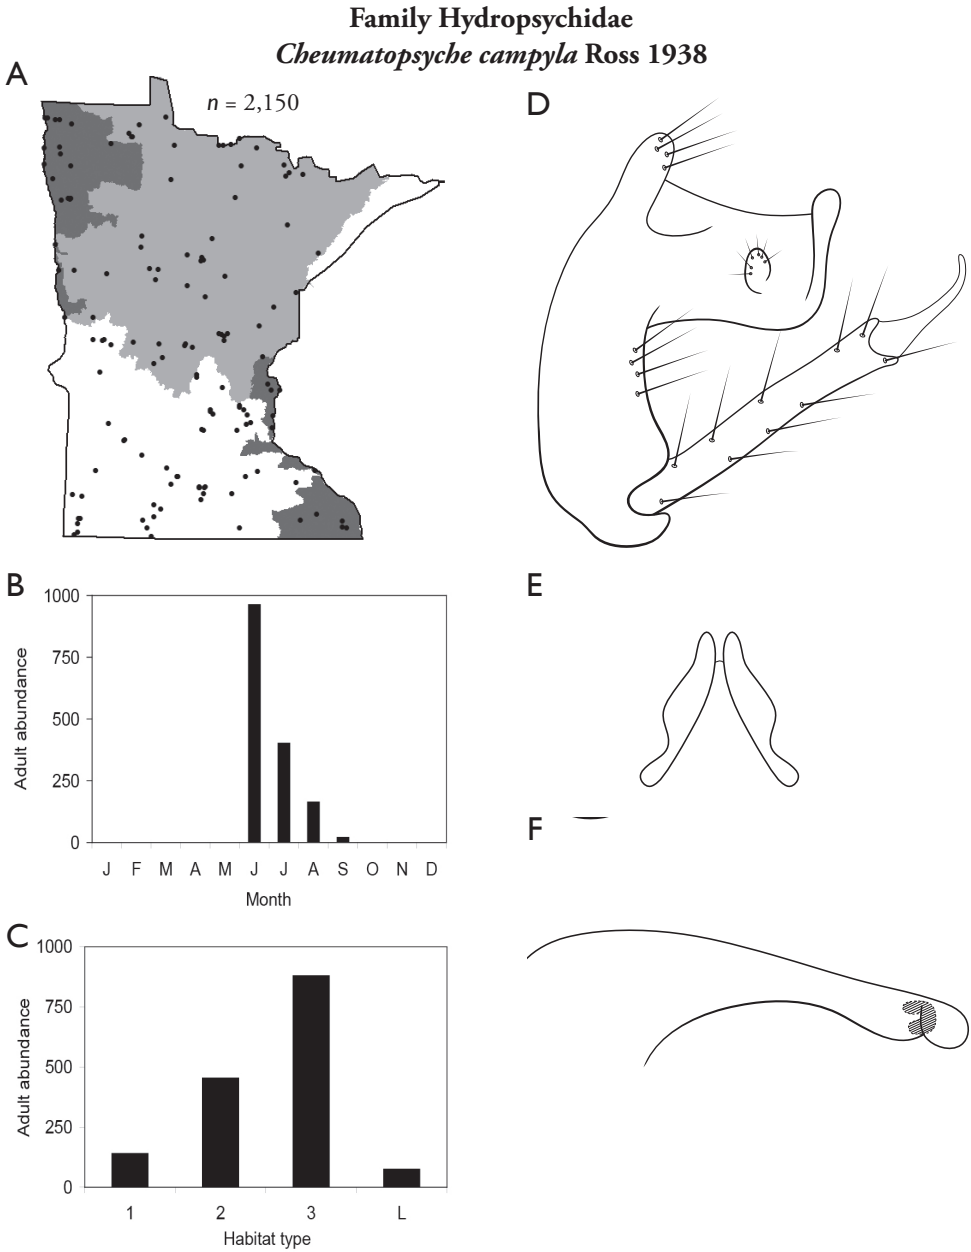 Family Hydropsychidae
Cheumatopsyche campyla Ross 1938
A
n = 2,150
D
B
1000
750
500
250
0
Adult abundance
J F M A M J J A S O N D
Month
E
F
C
1000
750
500
250
0
Adult abundance
1 2 3 L
Habitat type